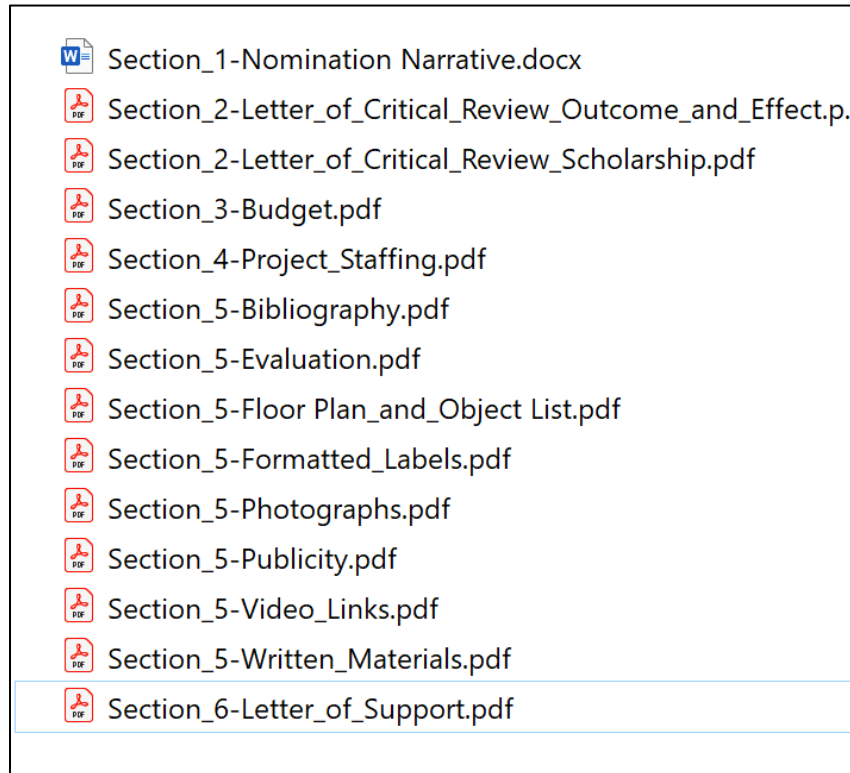 Section_1-Nomination Narrative.docx
Section_2-Letter_of_Critical_Review_Outcome_and_Effect.p.
Section_2-Letter_of_Critical_Review_Scholarship.pdf
Section_3-Budget.pdf
Section_4-Project_Staffing.pdf
Section_5-Bibliography.pdf
Section_5-Evaluation.pdf
Section_5-Floor Plan_and_Object List.pdf
Section_5-Formatted_Labels.pdf
Section_5-Photographs.pdf
Section_5-Publicity.pdf
Section_5-Video_Links.pdf
Section_5-Written_Materials.pdf
Section_6-Letter_of_Support.pdf